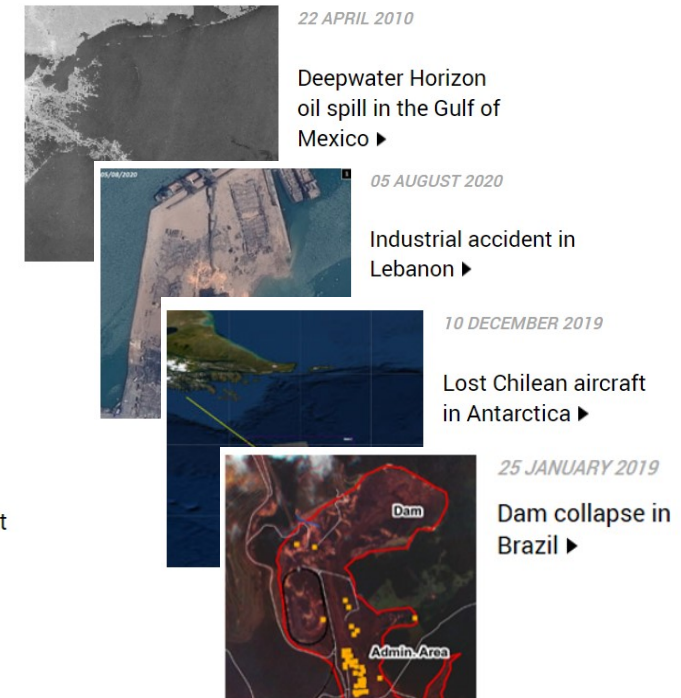 22 APRIL 2010
Deepwater Horizon
oil spill in the Gulf of
Mexico ▶
05/08/2020
1
05 AUGUST 2020
Industrial accident in
Lebanon ▶
10 DECEMBER 2019
Lost Chilean aircraft
in Antarctica ▶
25 JANUARY 2019
Dam collapse in
Brazil ▶
Dam
Admin. Area
t